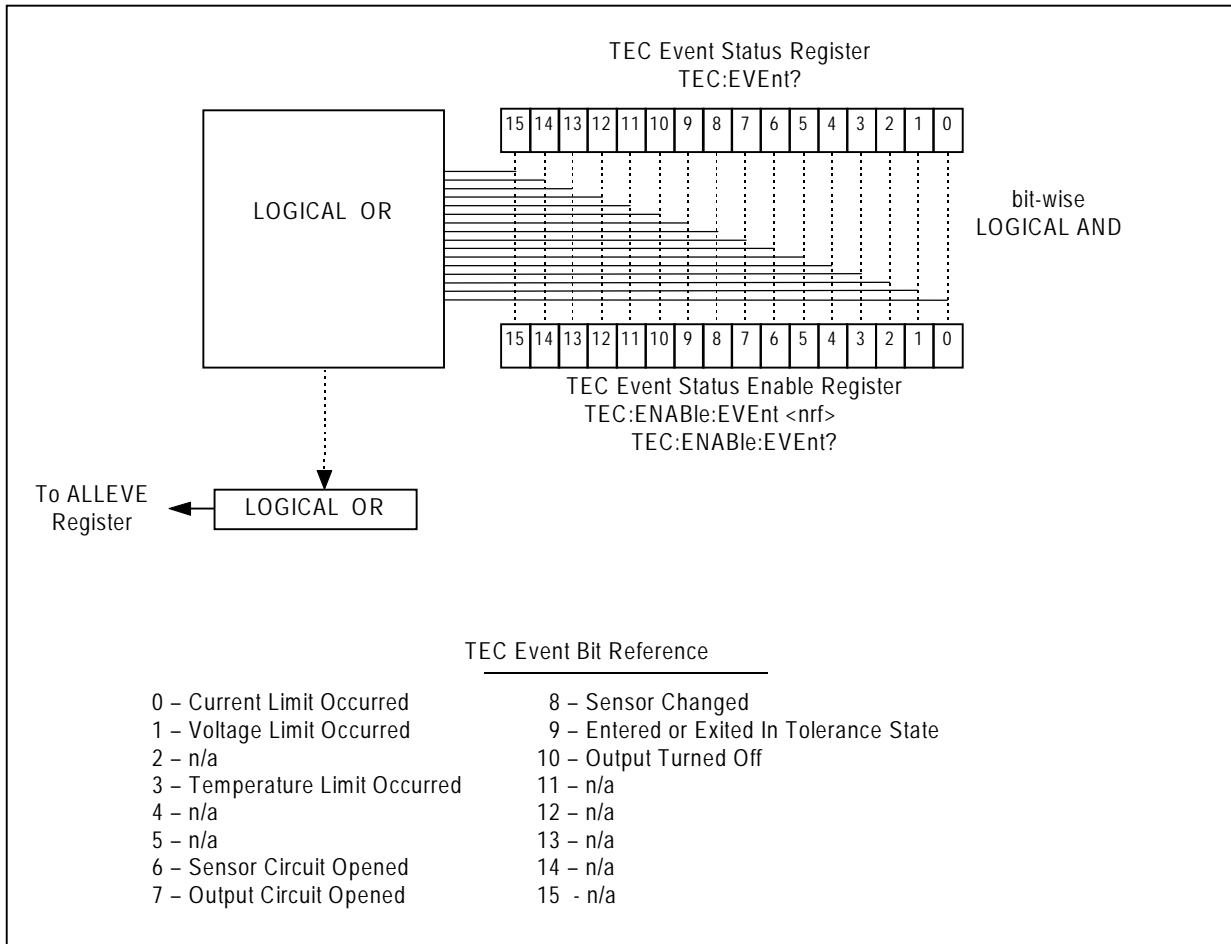 TEC Event Status Register
TEC:EVEnt?
15 14 13 12 11 10 9 8 7 6 5 4 3 2 1 0
LOGICAL OR
bit-wise
LOGICAL AND
15 14 13 12 11 10 9 8 7 6 5 4 3 2 1 0
TEC Event Status Enable Register
TEC:ENABle:EVEnt <nrf>
TEC:ENABle:EVEnt?
To ALLEVE
Register
LOGICAL OR
TEC Event Bit Reference
0 – Current Limit Occurred
1 – Voltage Limit Occurred
2 – n/a
3 – Temperature Limit Occurred
4 – n/a
5 – n/a
6 – Sensor Circuit Opened
7 – Output Circuit Opened
8 – Sensor Changed
9 – Entered or Exited In Tolerance State
10 – Output Turned Off
11 – n/a
12 – n/a
13 – n/a
14 – n/a
15 - n/a